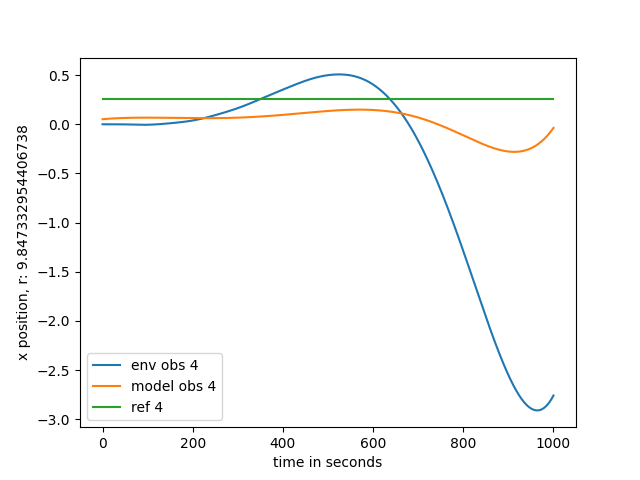 0.5
0.0
−0.5
−1.0
−1.5
−2.0
−2.5
−3.0
x position, r: 9.847332954406738
env obs 4
model obs 4
ref 4
0 200 400 600 800 1000
time in seconds